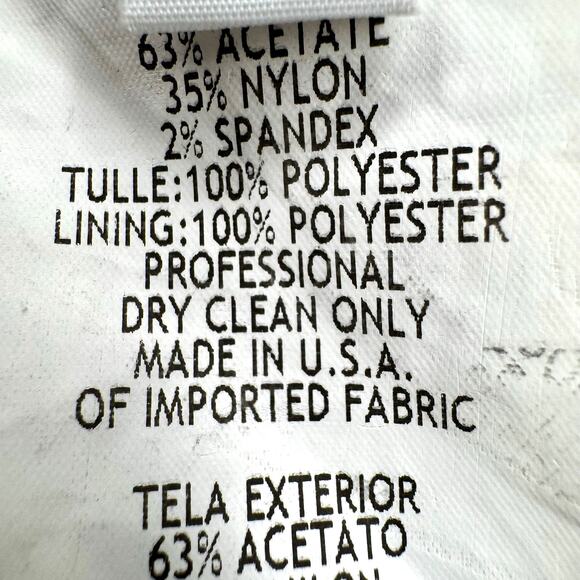 63% ACETATE
35% NYLON
2% SPANDEX
TULLE:100% POLYESTER
LINING:100% POLYESTER
PROFESSIONAL
DRY CLEAN ONLY
MADE IN U.S.A.
OF IMPORTED FABRIC
TELA EXTERIOR
63% ACETATO